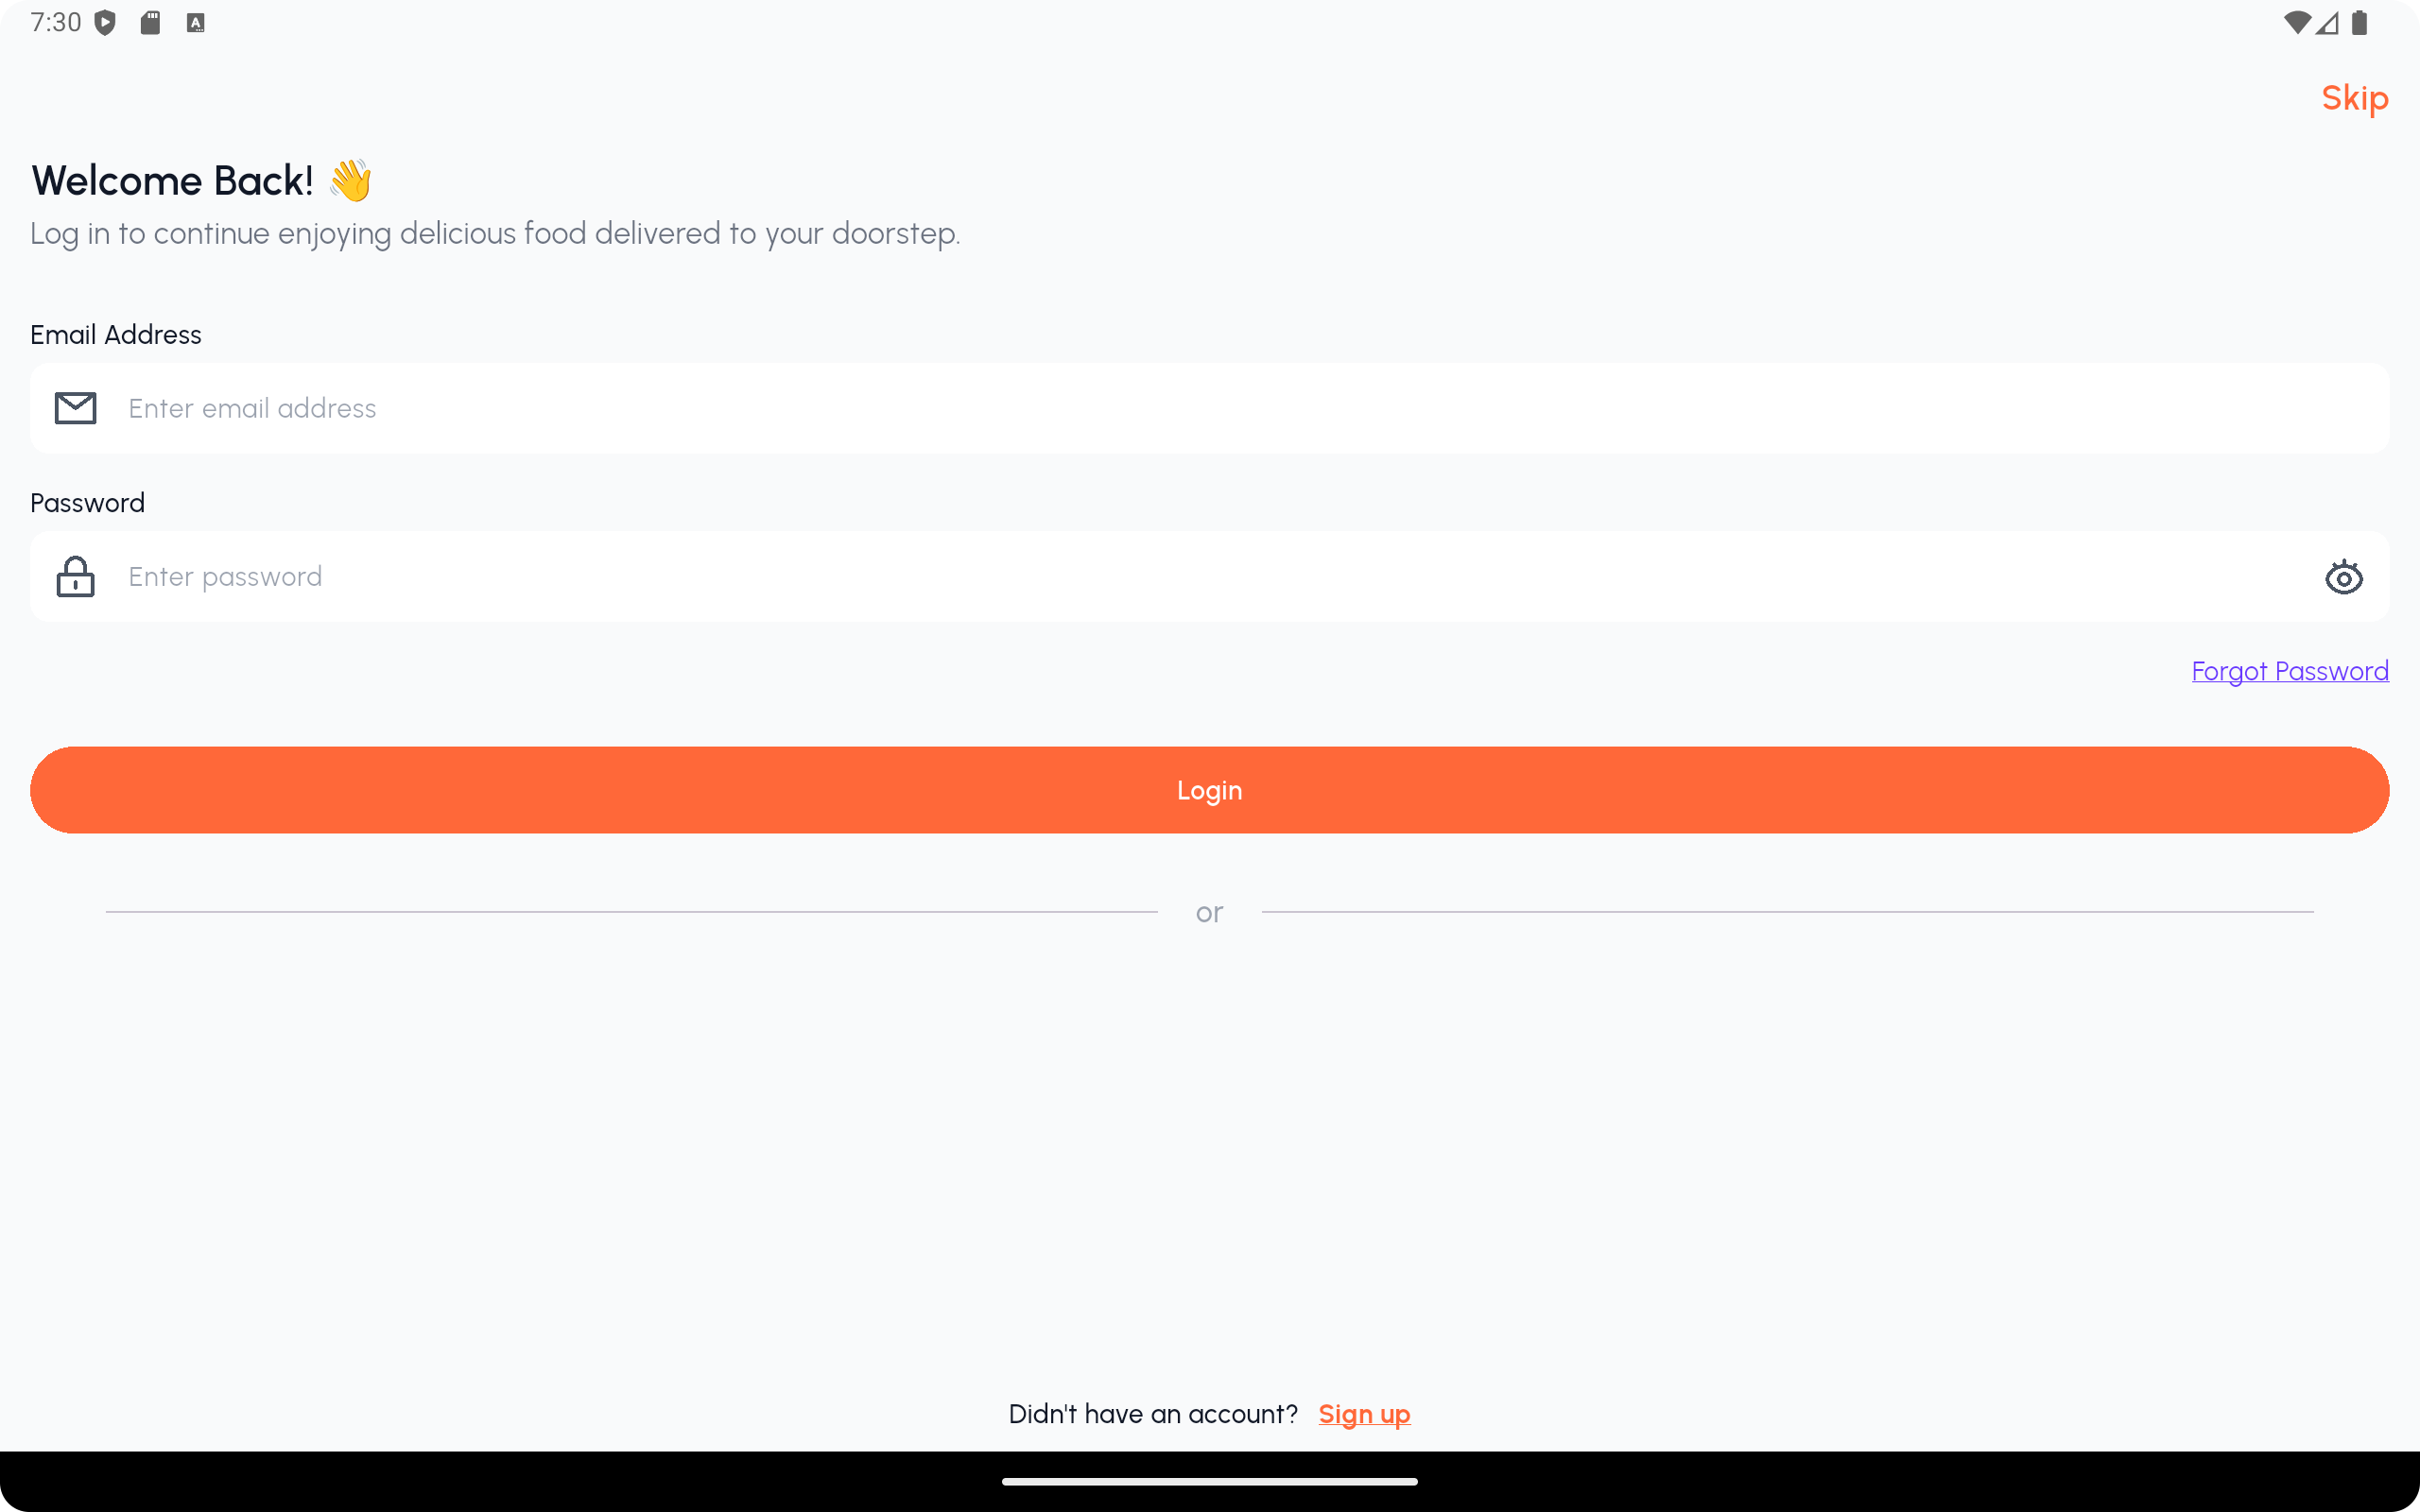 7:30
Skip
Welcome Back! 👋
Log in to continue enjoying delicious food delivered to your doorstep.
Email Address
Enter email address
Password
Enter password
Forgot Password
Login
or
Didn't have an account? Sign up